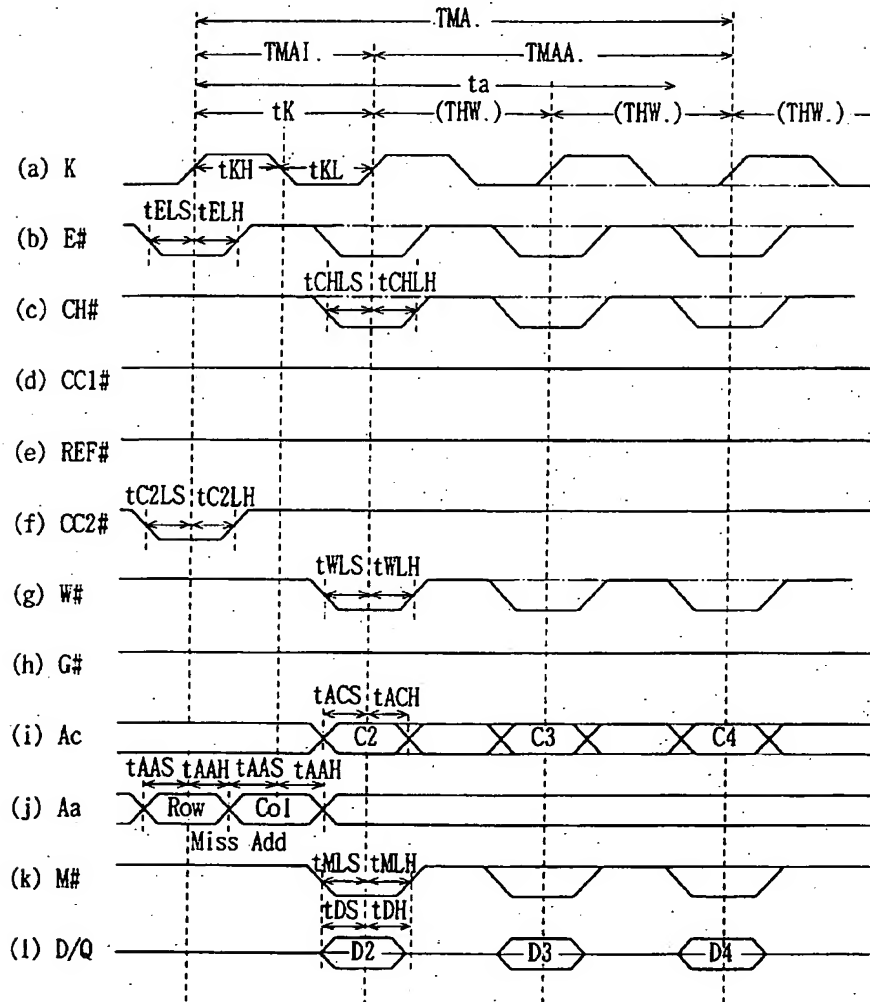 TMA.
TMAI. TMAA.
ta
tK (THW.) (THW.) (THW.)
(a) K tKH tKL
tELS tELH
(b) E#
tCHLS tCHLH
(c) CH#
(d) CC1#
(e) REF#
tC2LS tC2LH
(f) CC2#
tWLS tWLH
(g) W#
(h) G#
tACS tACH
(i) Ac C2 C3 C4
tAAS tAAH tAAS tAAH
(j) Aa Row Col
Miss Add
tMLS tMLH
(k) M#
tDS tDH
(l) D/Q D2 D3 D4